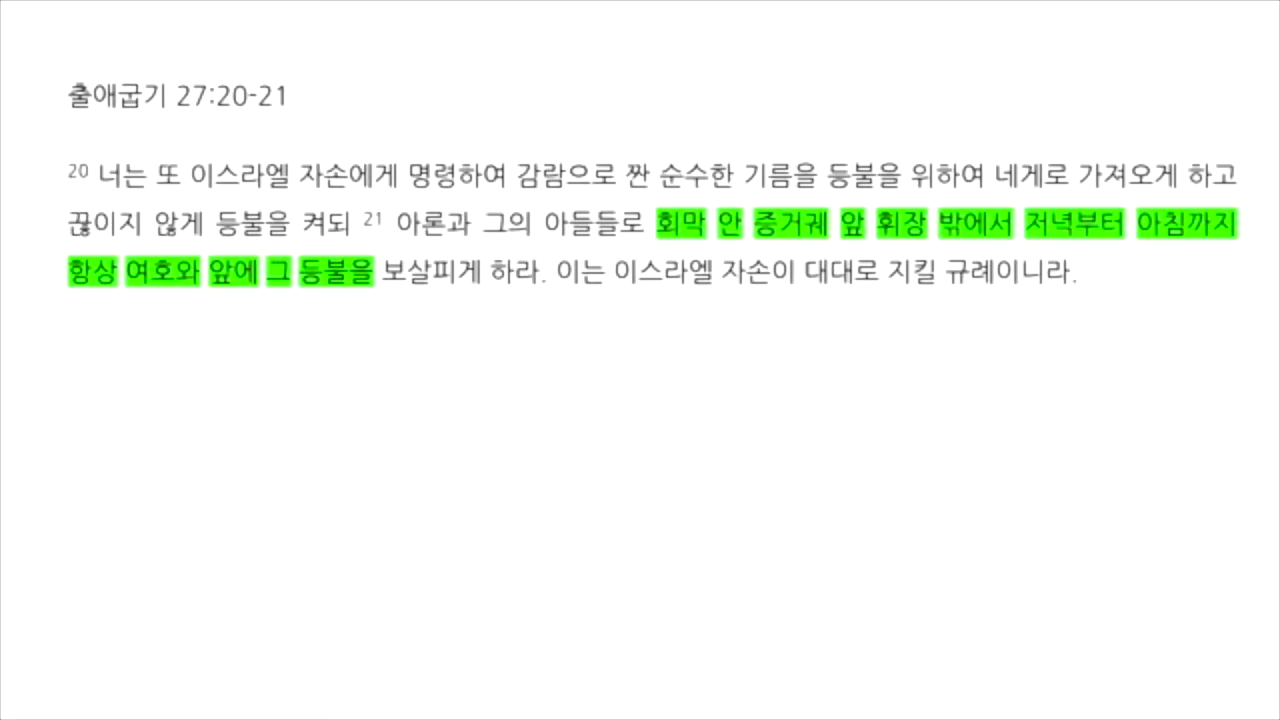 출애굽기 27:20-21
20 너는 또 이스라엘 자손에게 명령하여 감람으로 짠 순수한 기름을 등불을 위하여 네게로 가져오게 하고
끊이지 않게 등불을 켜되 21 아론과 그의 아들들로 회막 안 증거궤 앞 휘장 밖에서 저녁부터 아침까지
항상 여호와 앞에 그 등불을 보살피게 하라. 이는 이스라엘 자손이 대대로 지킬 규례이니라.